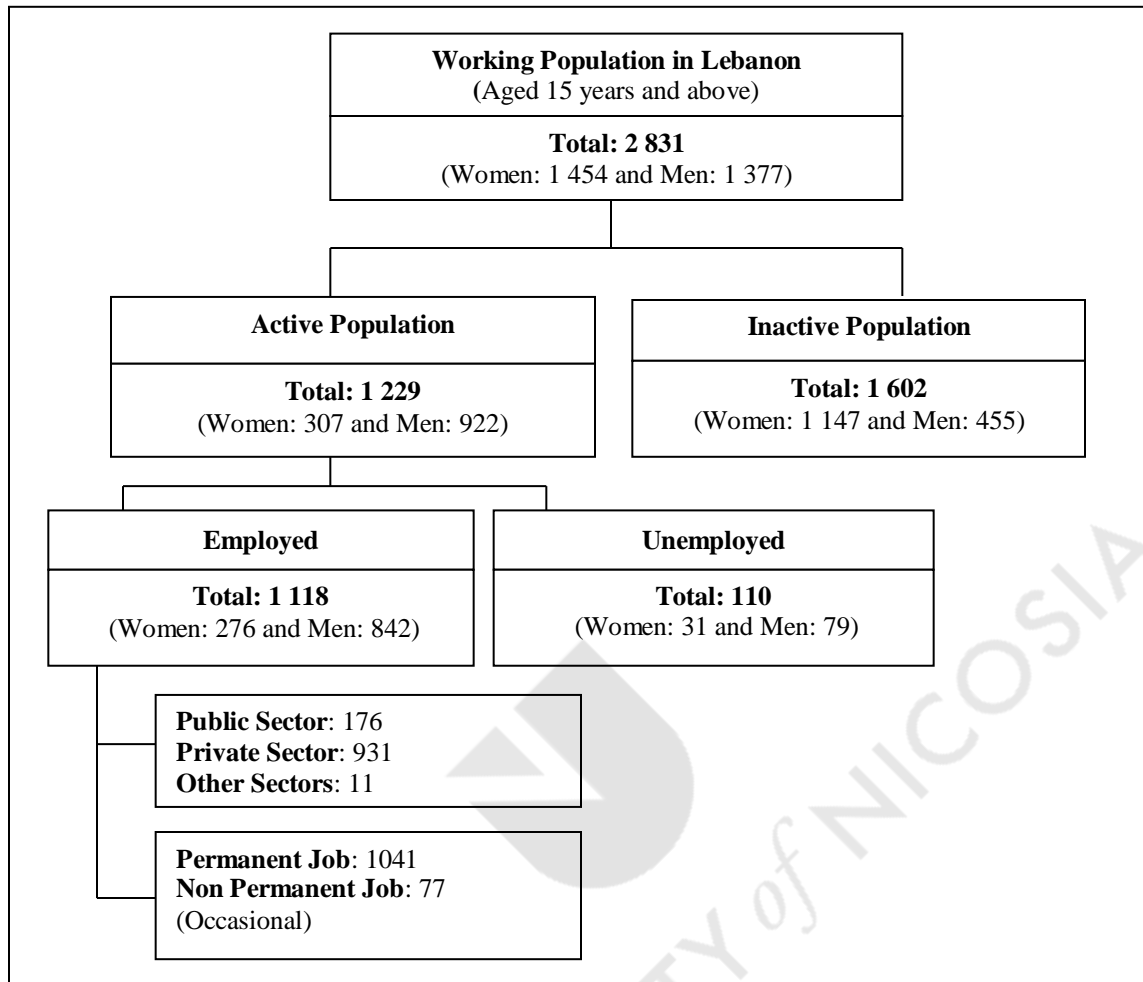 Working Population in Lebanon
(Aged 15 years and above)
Total: 2 831
(Women: 1 454 and Men: 1 377)
Active Population
Total: 1 229
(Women: 307 and Men: 922)
Inactive Population
Total: 1 602
(Women: 1 147 and Men: 455)
Employed
Total: 1 118
(Women: 276 and Men: 842)
Unemployed
Total: 110
(Women: 31 and Men: 79)
Public Sector: 176
Private Sector: 931
Other Sectors: 11
Permanent Job: 1041
Non Permanent Job: 77
(Occasional)
TY of NICOSIA